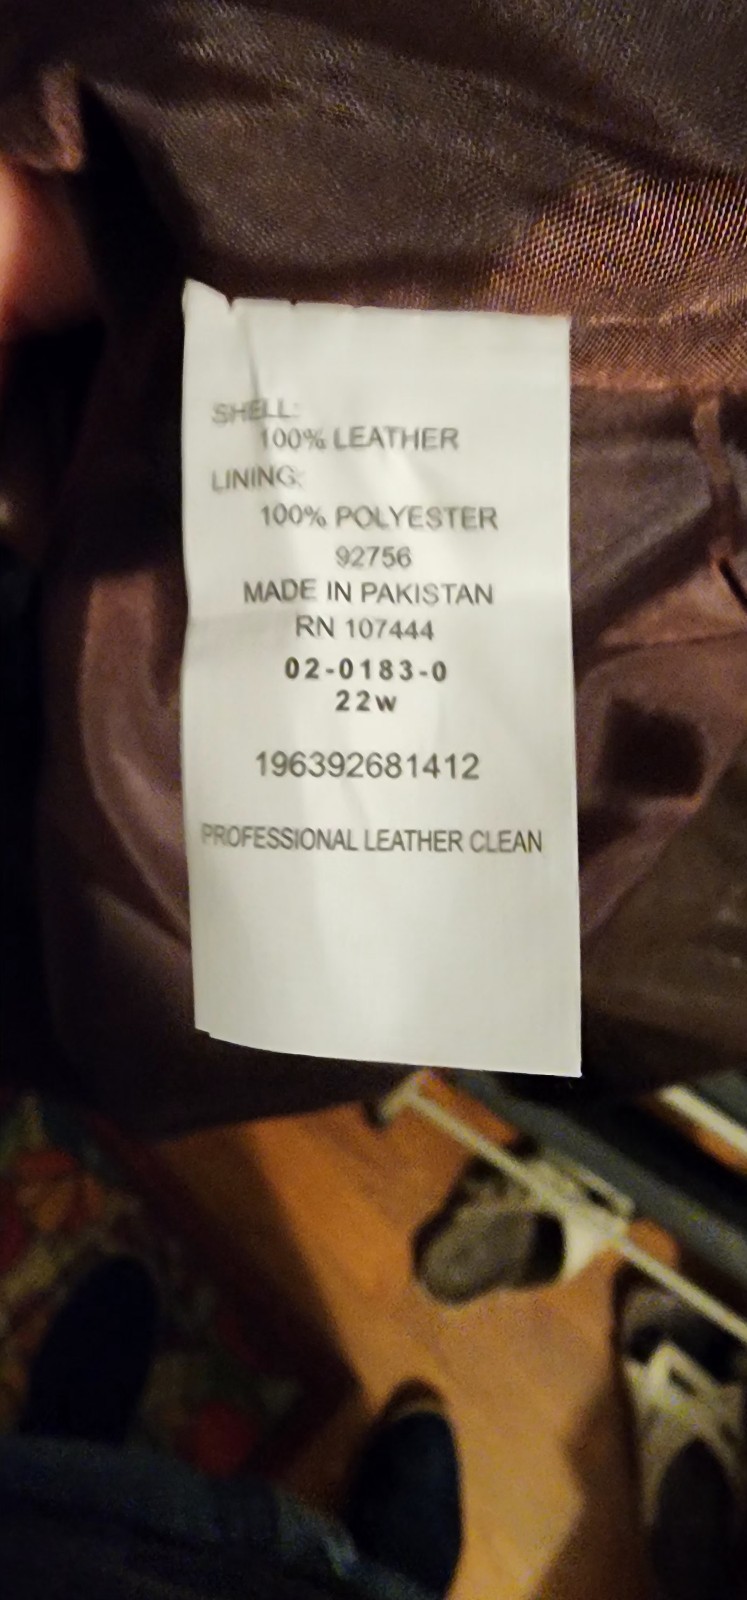 SHELL:
100% LEATHER
LINING:
100% POLYESTER
92756
MADE IN PAKISTAN
RN 107444
02-0183-0
22w
196392681412
PROFESSIONAL LEATHER CLEAN